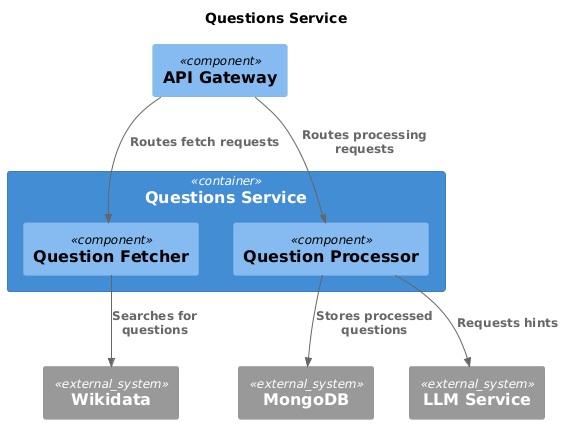 Questions Service
«component»
API Gateway
Routes fetch requests
Routes processing
requests
«container»
Questions Service
«component»
Question Fetcher
«component»
Question Processor
Searches for
questions
Stores processed
questions
Requests hints
«external_system»
Wikidata
«external_system»
MongoDB
«external_system»
LLM Service